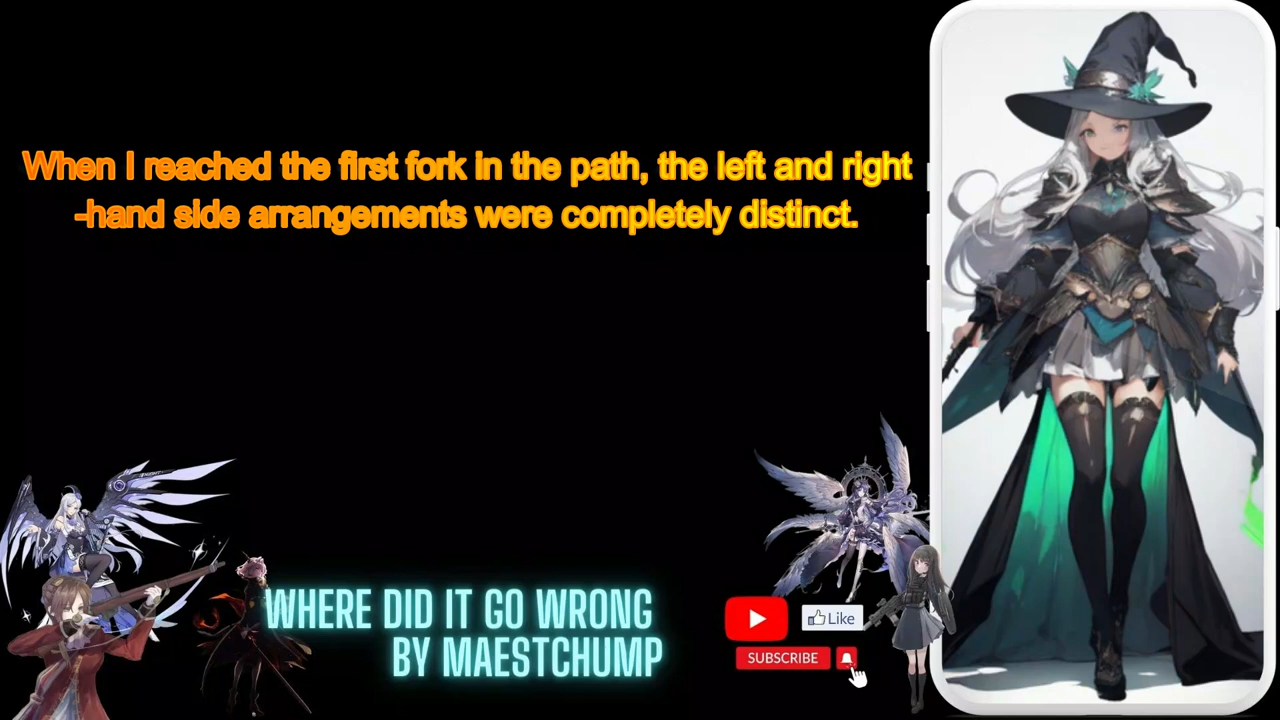 When I reached the first fork in the path, the left and right
-hand side arrangements were completely distinct.
WHERE DID IT GO WRONG
BY MAESTCHUMP
Like
SUBSCRIBE